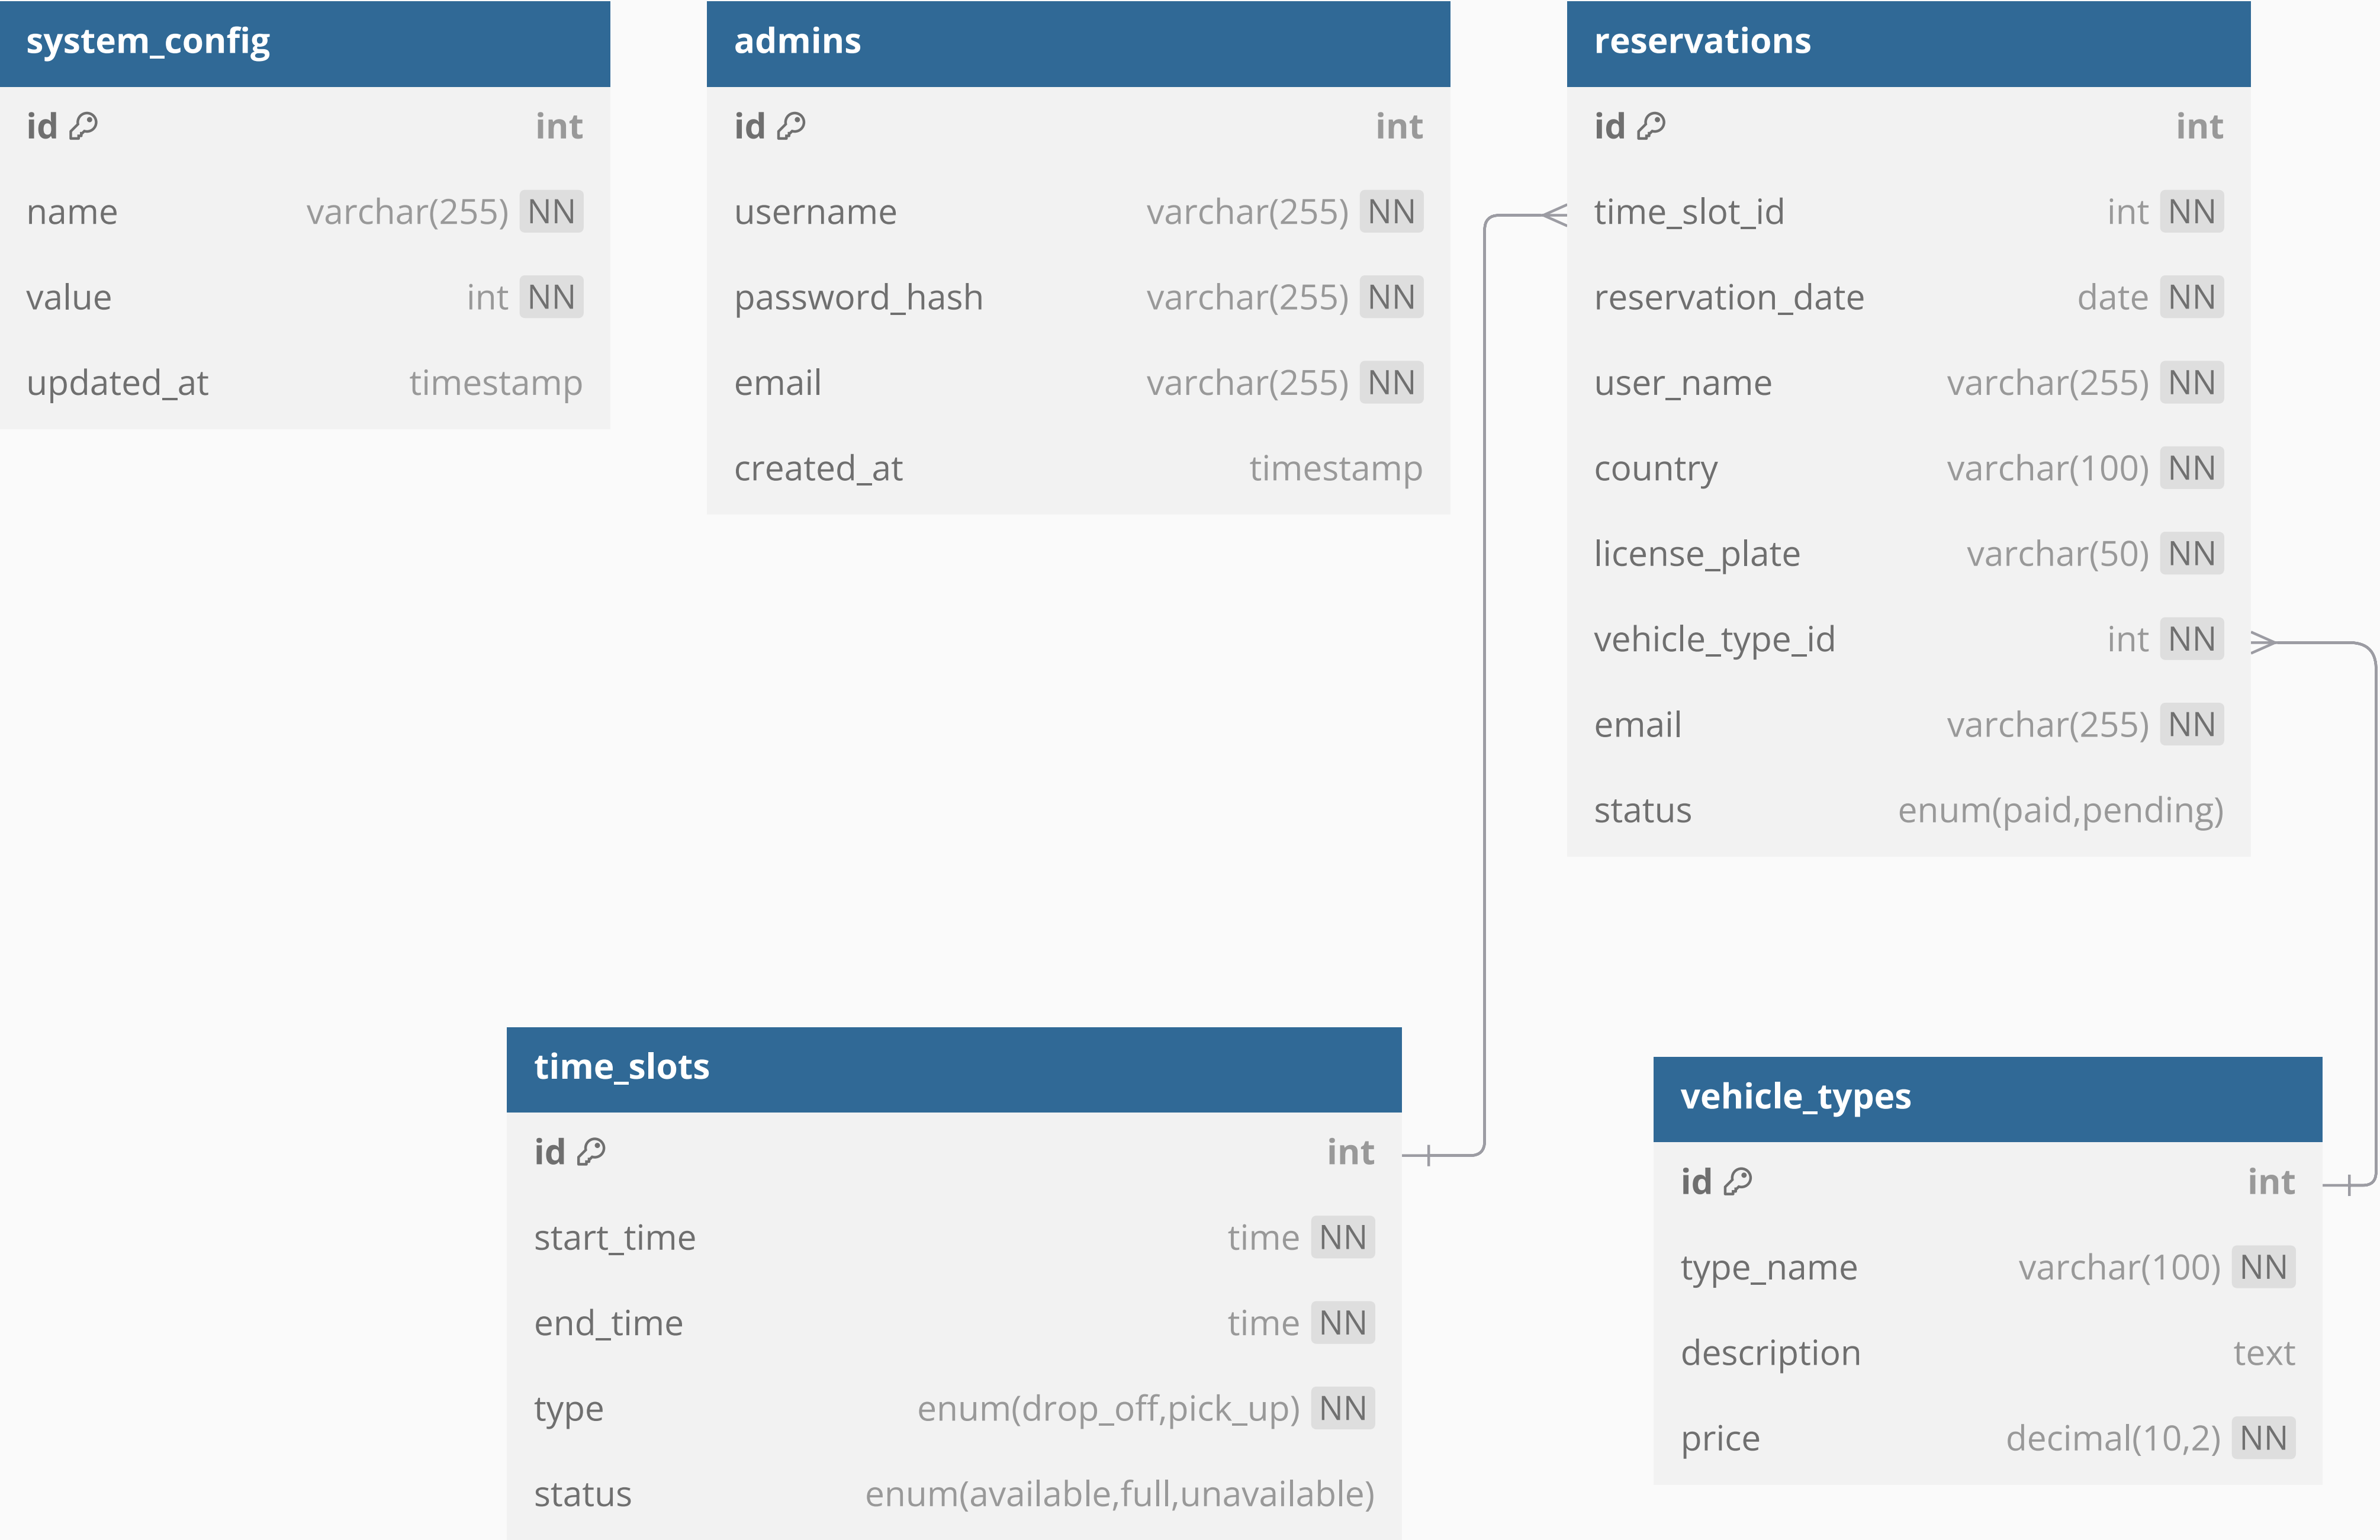 system_config
id int
name varchar(255) NN
value int NN
updated_at timestamp
admins
id int
username varchar(255) NN
password_hash varchar(255) NN
email varchar(255) NN
created_at timestamp
reservations
id int
time_slot_id int NN
reservation_date date NN
user_name varchar(255) NN
country varchar(100) NN
license_plate varchar(50) NN
vehicle_type_id int NN
email varchar(255) NN
status enum(paid,pending)
time_slots
id int
start_time time NN
end_time time NN
type enum(drop_off,pick_up) NN
status enum(available,full,unavailable)
vehicle_types
id int
type_name varchar(100) NN
description text
price decimal(10,2) NN